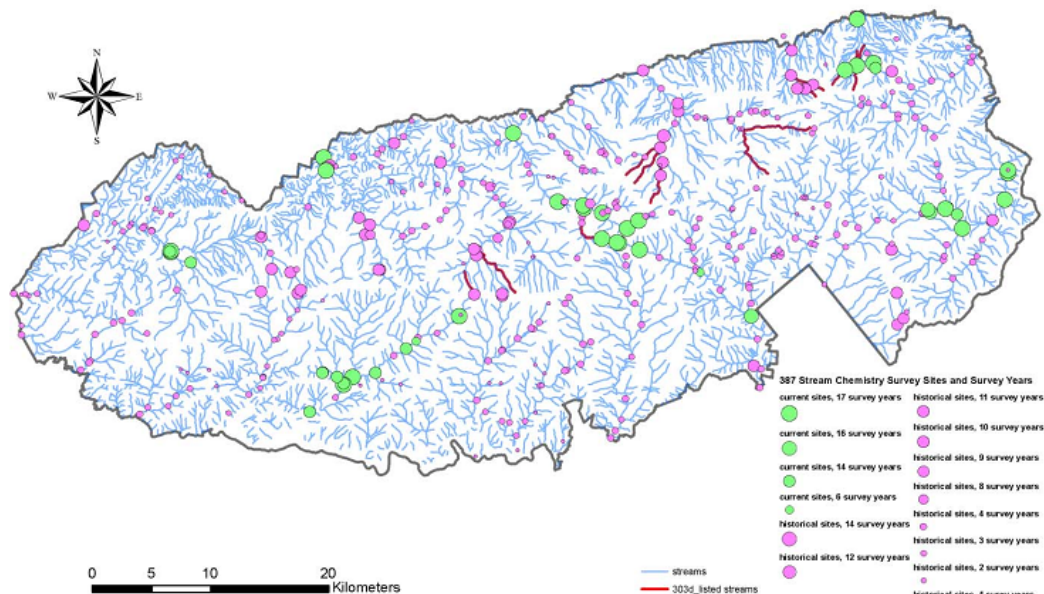 N
W
E
S
387 Stream Chemistry Survey Sites and Survey Years
current sites, 17 survey years
current sites, 16 survey years
current sites, 14 survey years
current sites, 6 survey years
historical sites, 14 survey years
historical sites, 12 survey years
historical sites, 11 survey years
historical sites, 10 survey years
historical sites, 9 survey years
historical sites, 8 survey years
historical sites, 4 survey years
historical sites, 3 survey years
historical sites, 2 survey years
0 5 10 20
Kilometers
streams
303d_listed streams